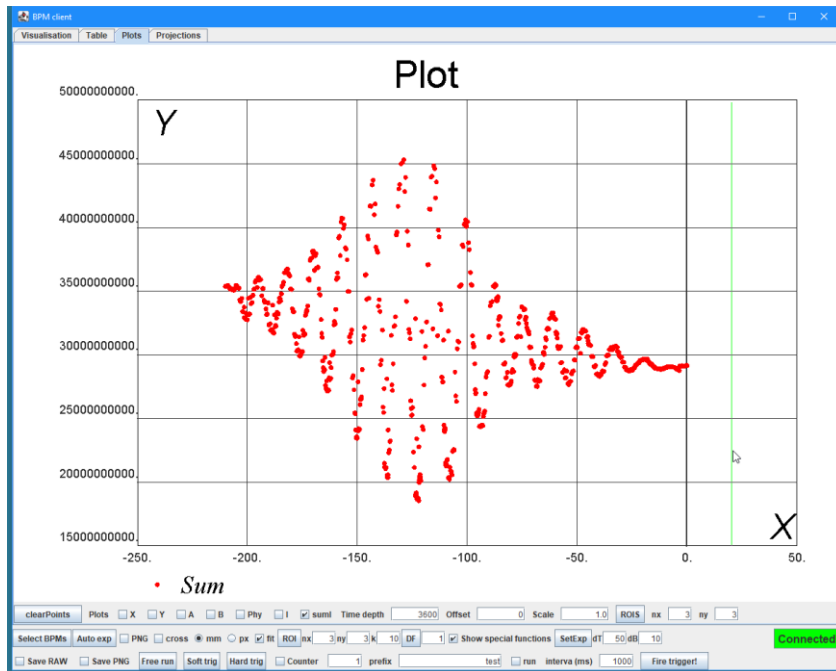 BPM client
Visualisation Table Plots Projections
Plot
50000000000.
Y
45000000000.
40000000000.
35000000000.
30000000000.
25000000000.
20000000000.
X
15000000000.
-250. -200. -150. -100. -50. 0. 50.
Sum
clearPoints Plots X Y A B Phy I sumI Time depth 3600 Offset 0 Scale 1.0 ROIS nx 3 ny 3
Select BPMs Auto exp PNG cross mm px fit ROI nx 3 ny 3 k 10 DF 1 Show special functions SetExp dT 50 dB 10 Connected
Save RAW Save PNG Free run Soft trig Hard trig Counter 1 prefix test run interva (ms) 1000 Fire trigger!